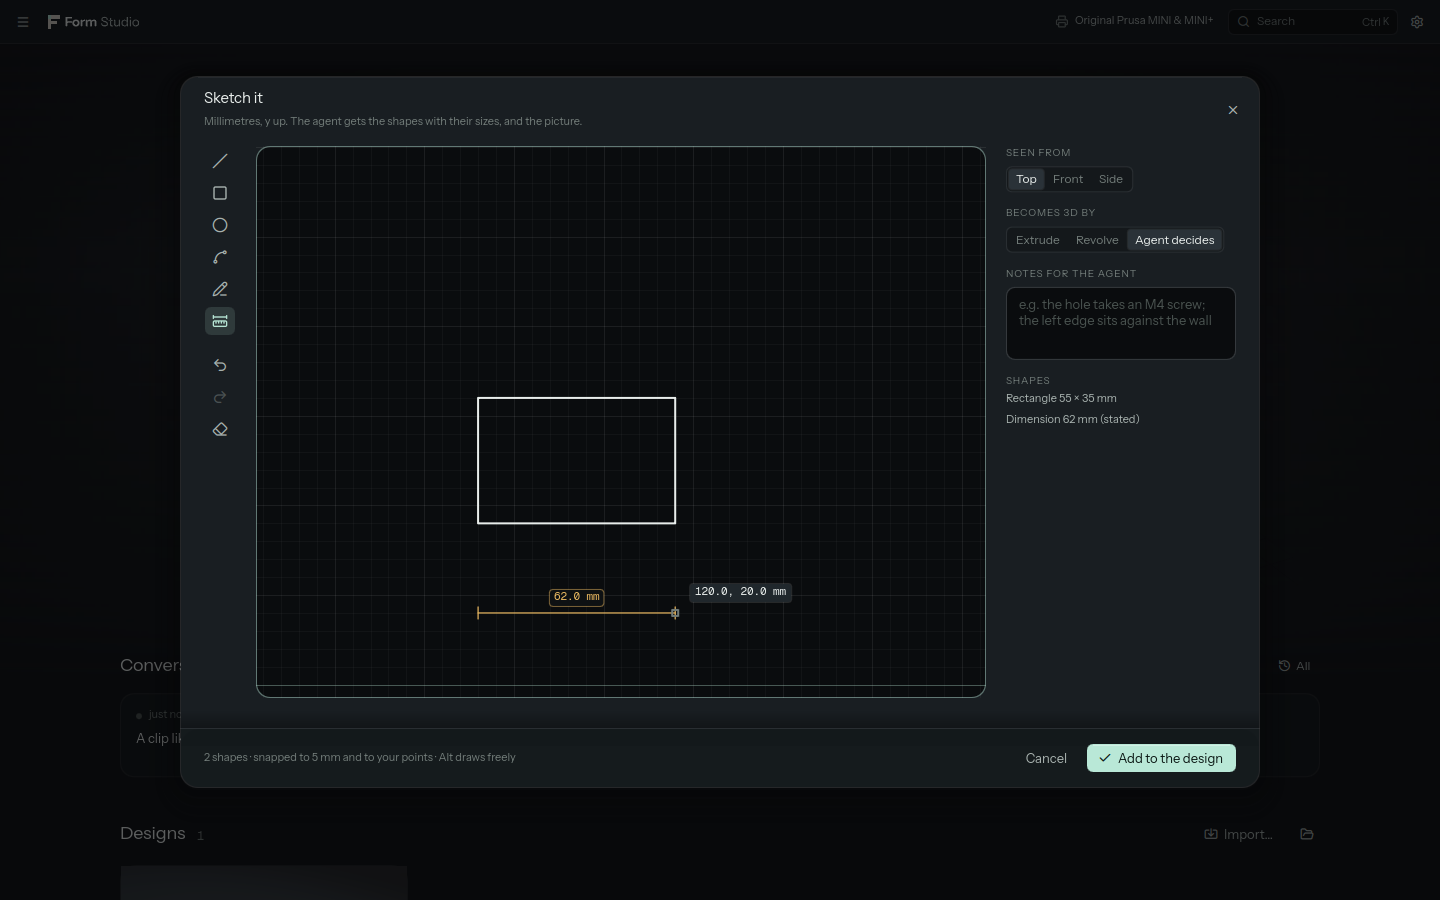 Form Studio
Original Prusa MINI & MINI+
Search
Ctrl K
Sketch it
Millimetres, y up. The agent gets the shapes with their sizes, and the picture.
SEEN FROM
Top
Front
Side
BECOMES 3D BY
Extrude
Revolve
Agent decides
NOTES FOR THE AGENT
e.g. the hole takes an M4 screw;
the left edge sits against the wall
SHAPES
Rectangle 55 × 35 mm
Dimension 62 mm (stated)
62.0 mm
120.0, 20.0 mm
All
just
A clip
2 shapes · snapped to 5 mm and to your points · Alt draws freely
Cancel
Add to the design
Designs
1
Import...